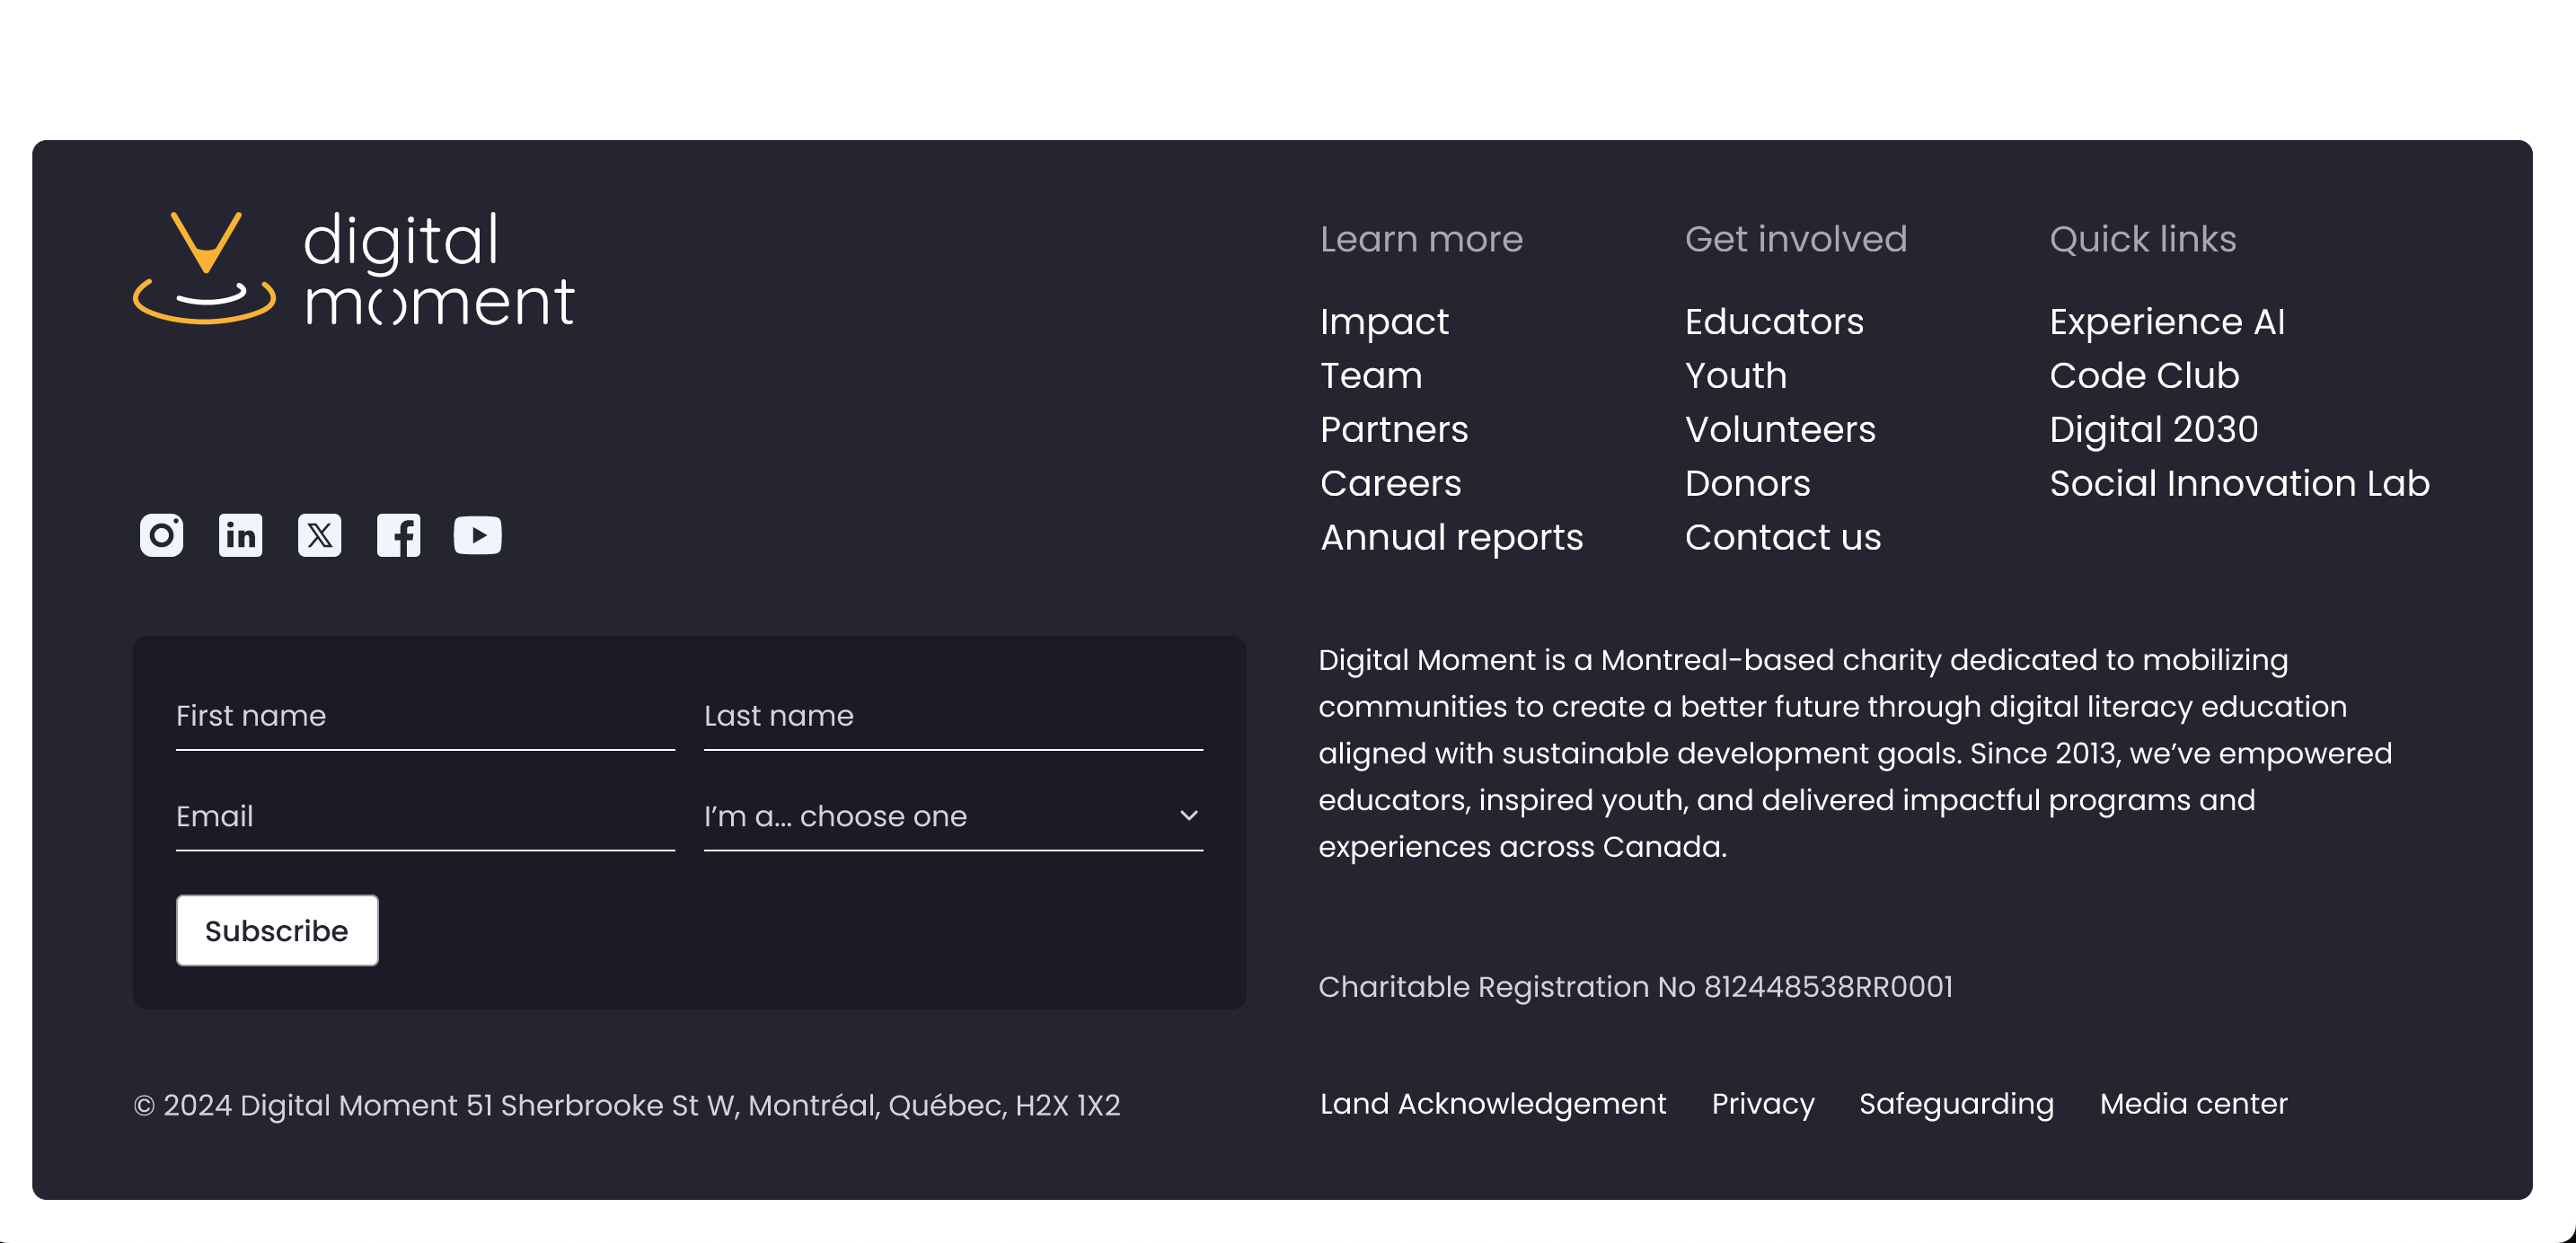 digital
moment
Learn more
Impact
Team
Partners
Careers
Annual reports
Get involved
Educators
Youth
Volunteers
Donors
Contact us
Quick links
Experience AI
Code Club
Digital 2030
Social Innovation Lab
First name
Last name
Email
I’m a... choose one
Subscribe
Digital Moment is a Montreal-based charity dedicated to mobilizing
communities to create a better future through digital literacy education
aligned with sustainable development goals. Since 2013, we’ve empowered
educators, inspired youth, and delivered impactful programs and
experiences across Canada.
Charitable Registration No 812448538RR0001
© 2024 Digital Moment 51 Sherbrooke St W, Montréal, Québec, H2X 1X2
Land Acknowledgement Privacy Safeguarding Media center